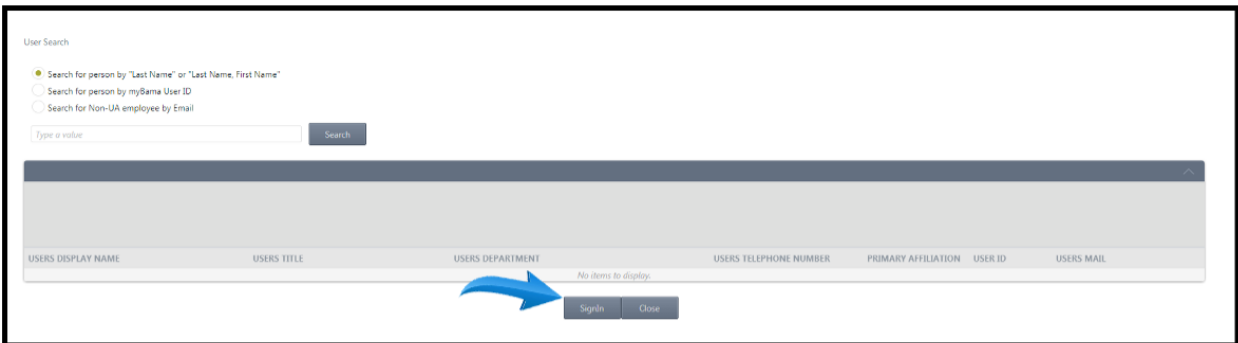 User Search
Search for person by "Last Name" or "Last Name, First Name"
Search for person by myBama User ID
Search for Non-UA employee by Email
Type a value Search
USERS DISPLAY NAME USERS TITLE USERS DEPARTMENT USERS TELEPHONE NUMBER PRIMARY AFFILIATION USER ID USERS MAIL
No items to display.
SignIn Close